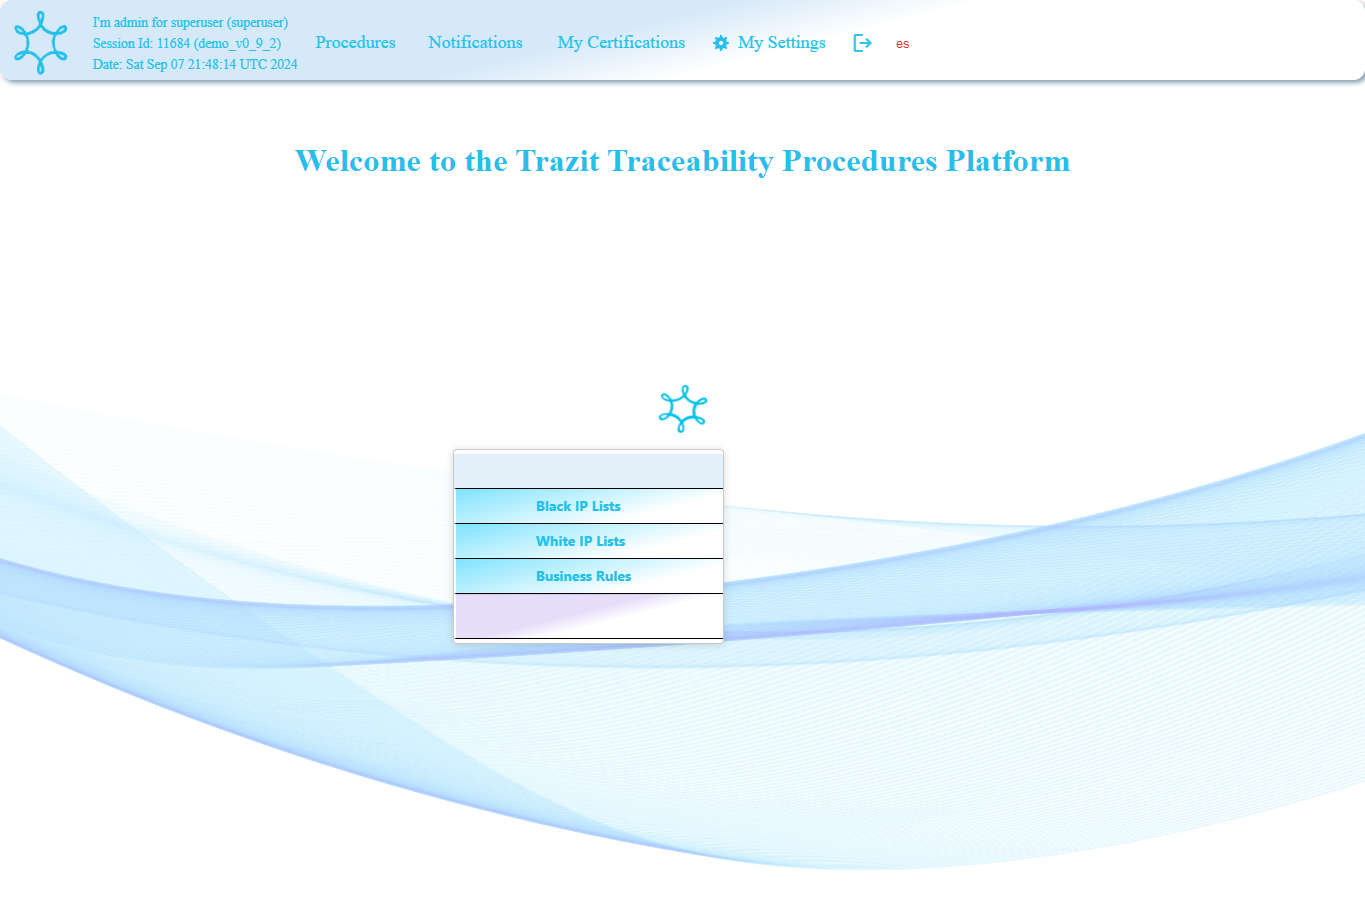 I'm admin for superuser (superuser)
Session Id: 11684 (demo_v0_9_2)
Date: Sat Sep 07 21:48:14 UTC 2024
Procedures
Notifications
My Certifications
My Settings
es
Welcome to the Trazit Traceability Procedures Platform
Black IP Lists
White IP Lists
Business Rules